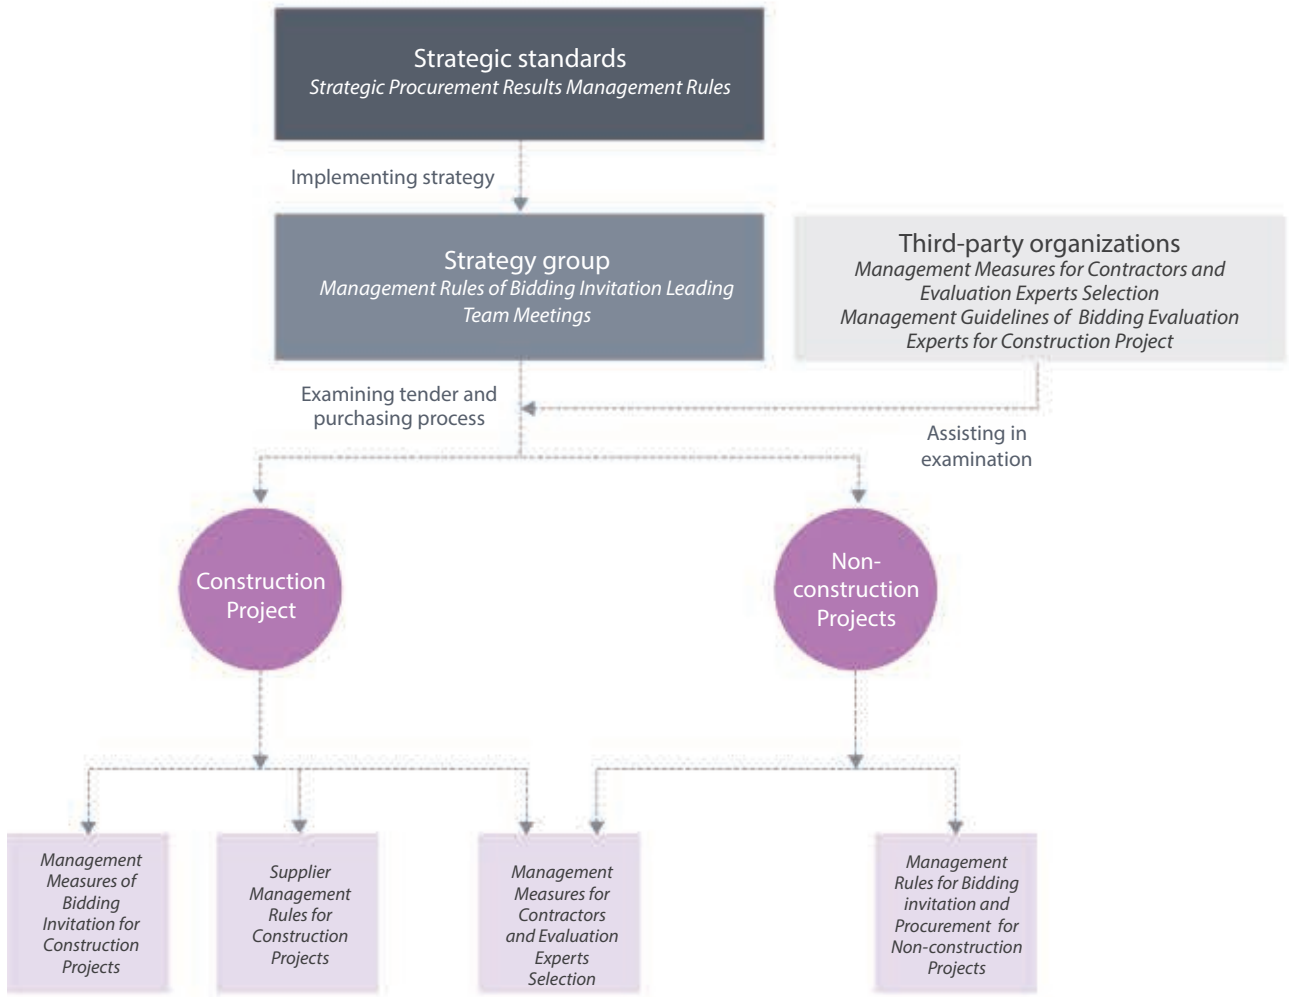 Strategic standards
Strategic Procurement Results Management Rules
Implementing strategy
Strategy group
Management Rules of Bidding Invitation Leading
Team Meetings
Third-party organizations
Management Measures for Contractors and
Evaluation Experts Selection
Management Guidelines of Bidding Evaluation
Experts for Construction Project
Examining tender and
purchasing process
Assisting in
examination
Construction
Project
Non-
construction
Projects
Management
Measures of
Bidding
Invitation for
Construction
Projects
Supplier
Management
Rules for
Construction
Projects
Management
Measures for
Contractors
and Evaluation
Experts
Selection
Management
Rules for Bidding
invitation and
Procurement for
Non-construction
Projects